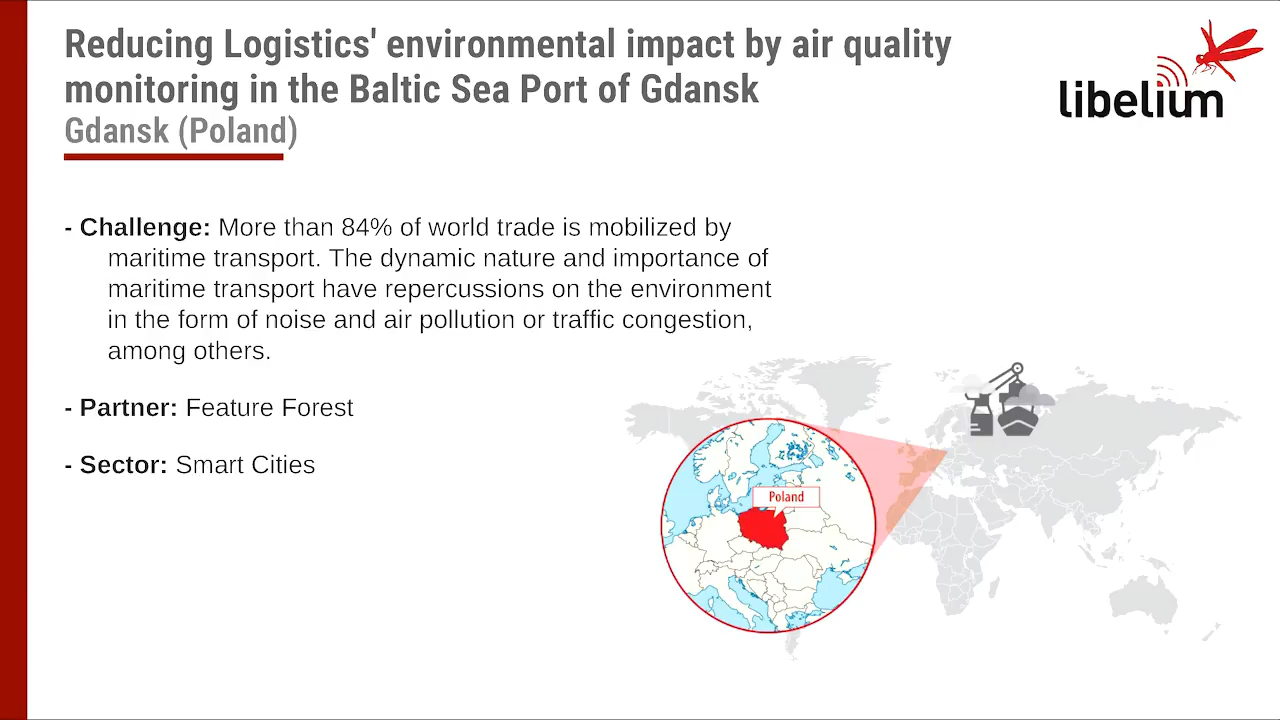 Reducing Logistics' environmental impact by air quality
monitoring in the Baltic Sea Port of Gdansk
Gdansk (Poland)
libelium
- Challenge: More than 84% of world trade is mobilized by
maritime transport. The dynamic nature and importance of
maritime transport have repercussions on the environment
in the form of noise and air pollution or traffic congestion,
among others.
- Partner: Feature Forest
- Sector: Smart Cities
Poland